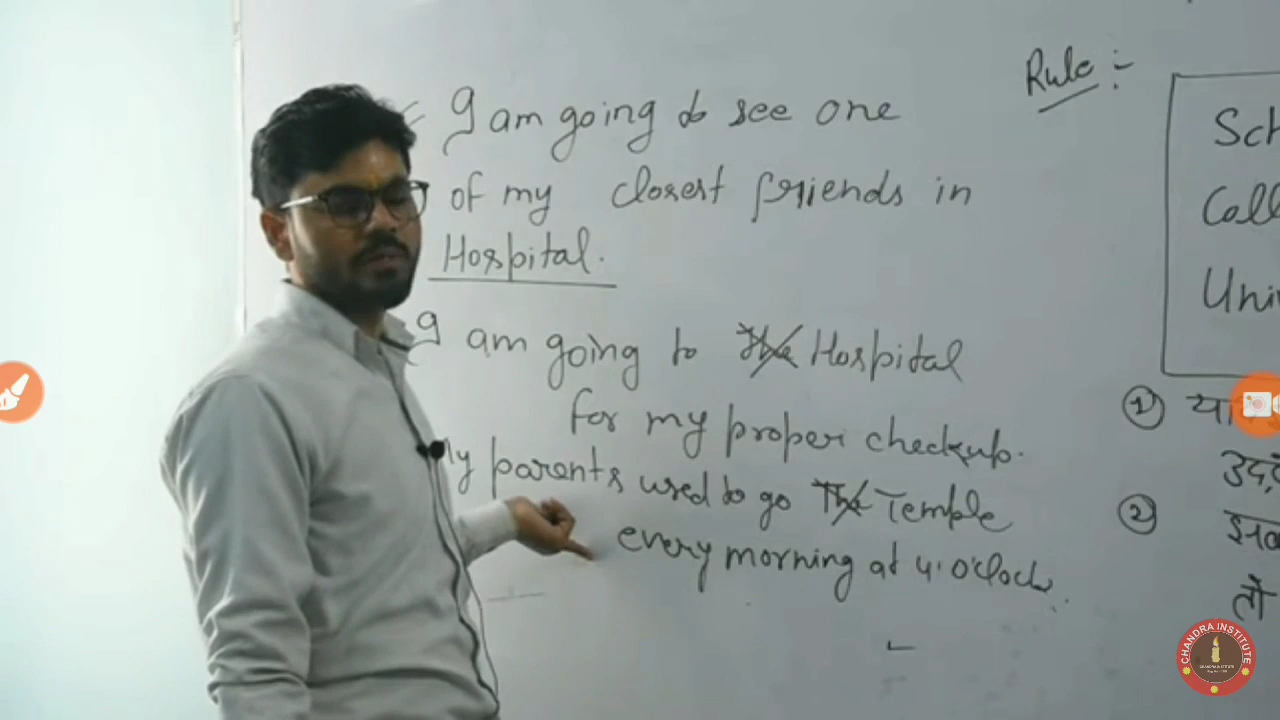 I am going to see one
of my closest friends in
Hospital.
I am going to the Hospital
for my proper checkup.
My parents used to go The Temple
every morning at 4'o'clock.
Rule :-
Sch
Coll
Uni
①
②
तो
CHANDRA INSTITUTE